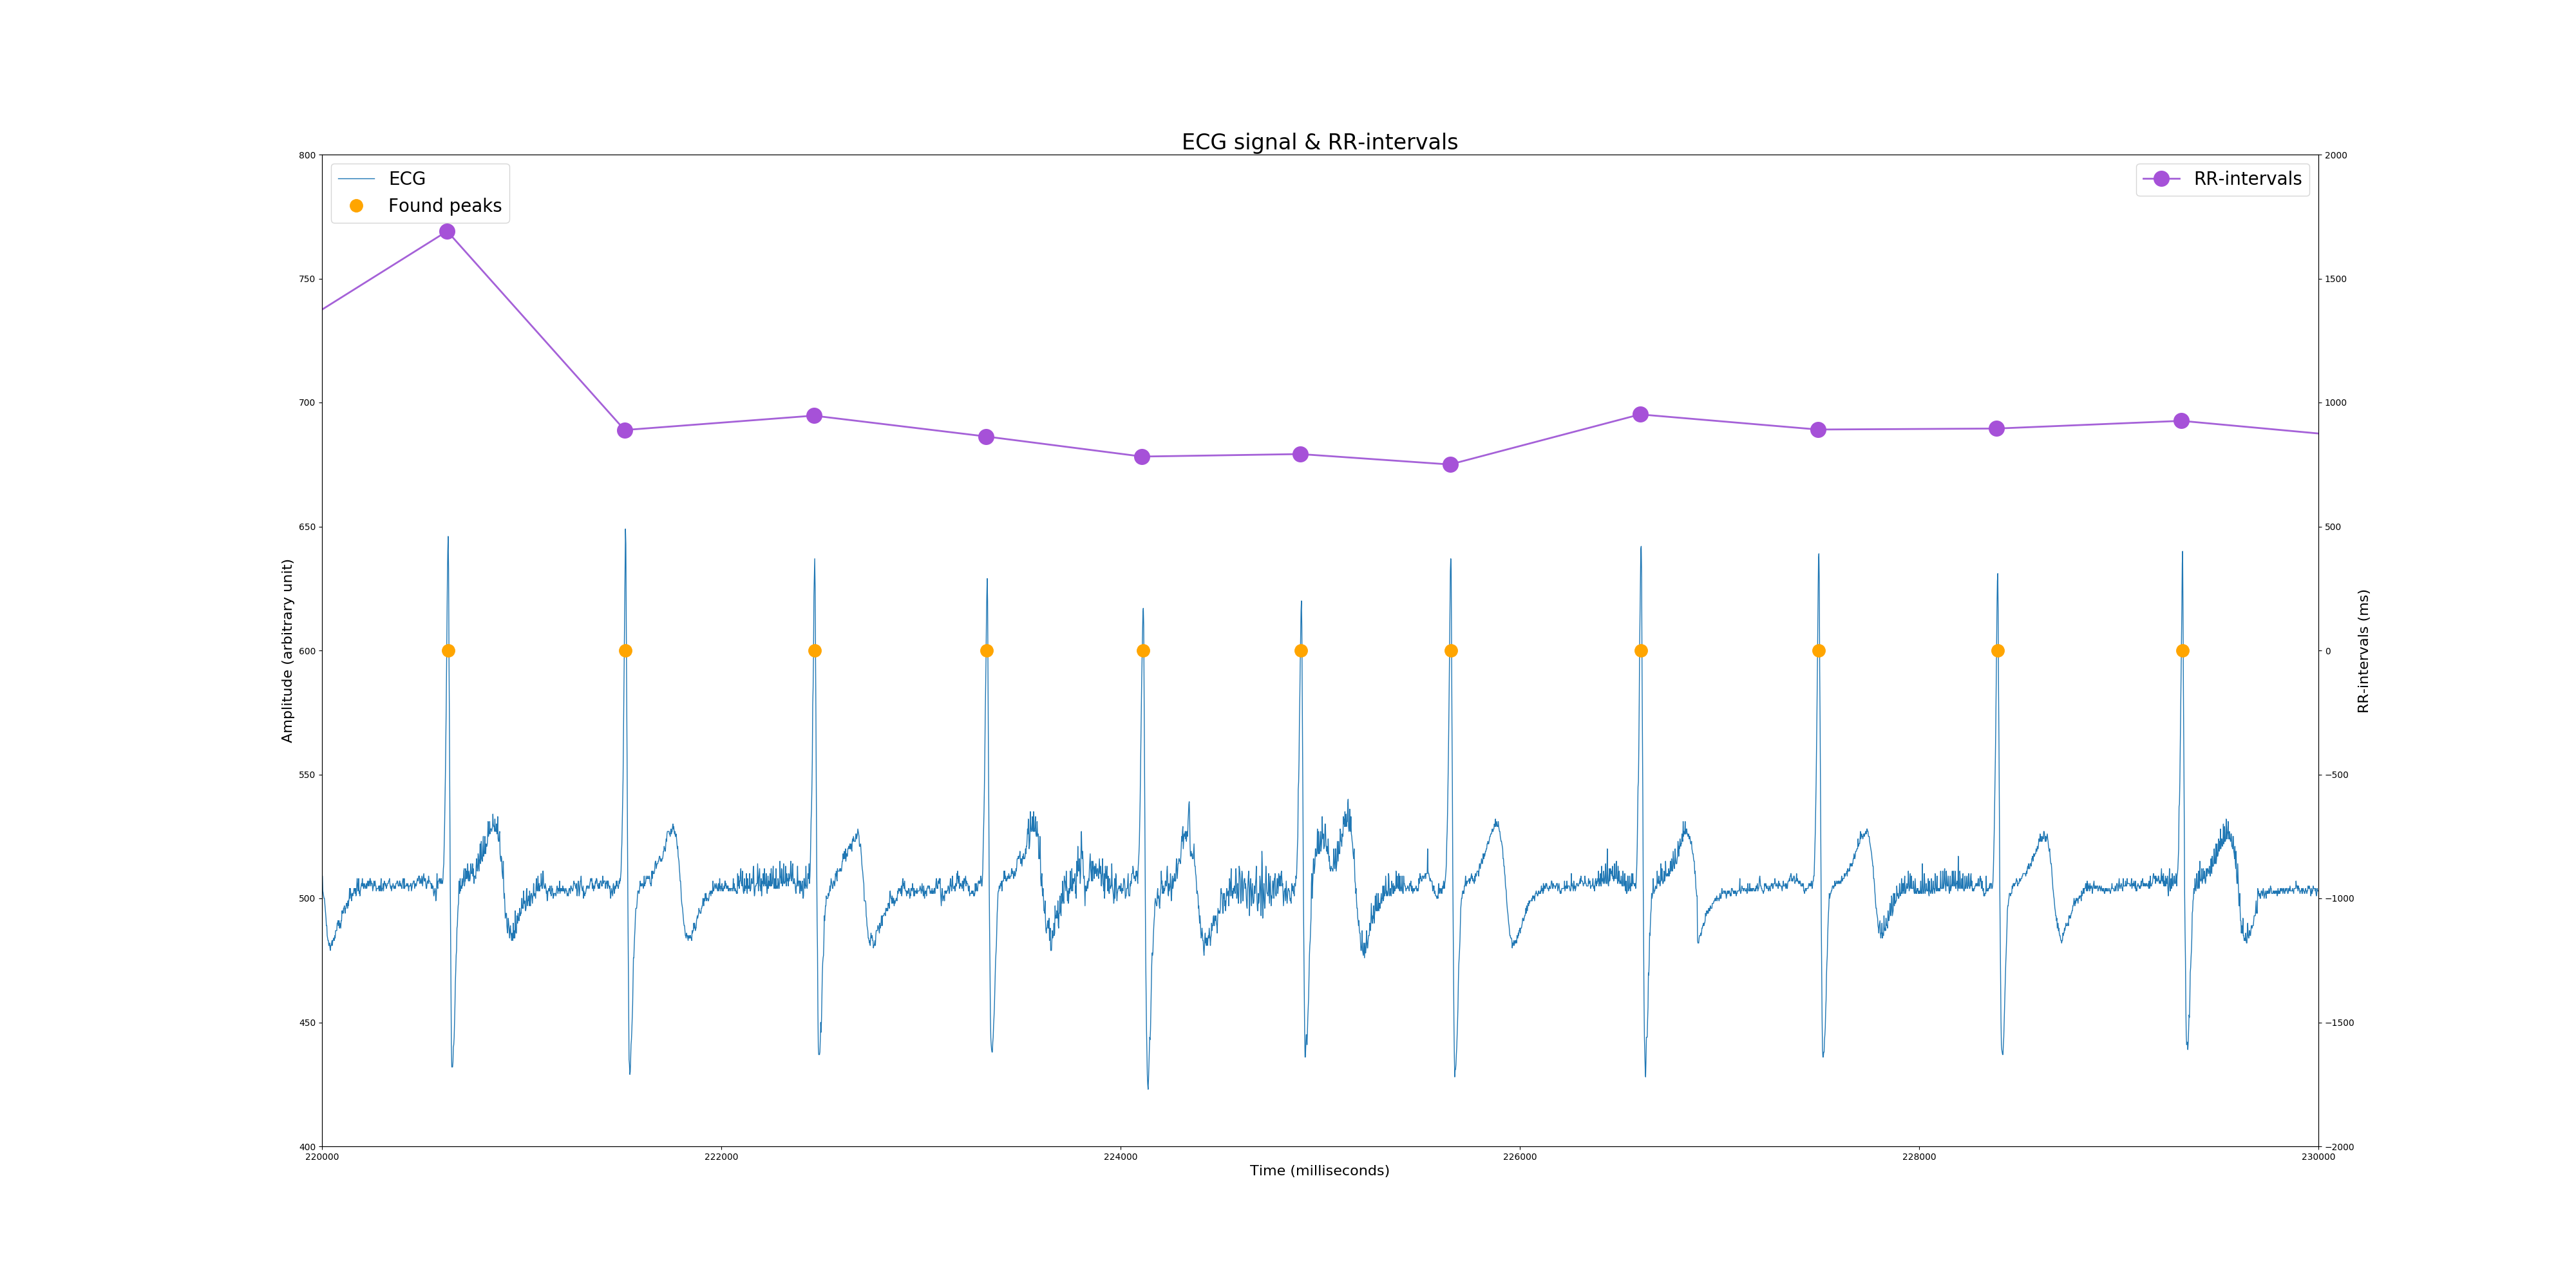 ECG signal & RR-intervals
ECG
Found peaks
RR-intervals
800
750
700
650
600
550
500
450
400
Amplitude (arbitrary unit)
2000
1500
1000
500
0
−500
−1000
−1500
−2000
RR-intervals (ms)
220000 222000 224000 226000 228000 230000
Time (milliseconds)